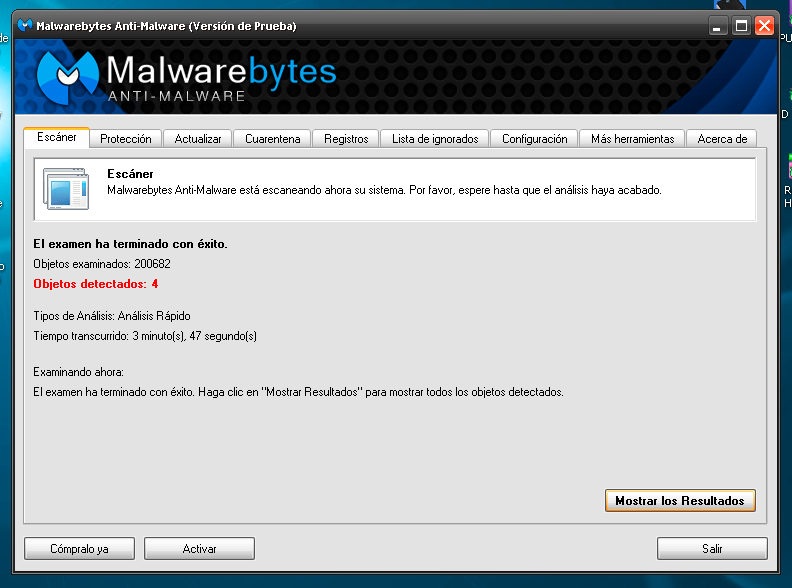 Malwarebytes Anti-Malware (Versión de Prueba)
Malwarebytes
ANTI-MALWARE
Escáner
Protección
Actualizar
Cuarentena
Registros
Lista de ignorados
Configuración
Más herramientas
Acerca de
Escáner
Malwarebytes Anti-Malware está escaneando ahora su sistema. Por favor, espere hasta que el análisis haya acabado.
El examen ha terminado con éxito.
Objetos examinados: 200682
Objetos detectados: 4
Tipos de Análisis: Análisis Rápido
Tiempo transcurrido: 3 minuto(s), 47 segundo(s)
Examinando ahora:
El examen ha terminado con éxito. Haga clic en "Mostrar Resultados" para mostrar todos los objetos detectados.
Mostrar los Resultados
Cómpralo ya
Activar
Salir